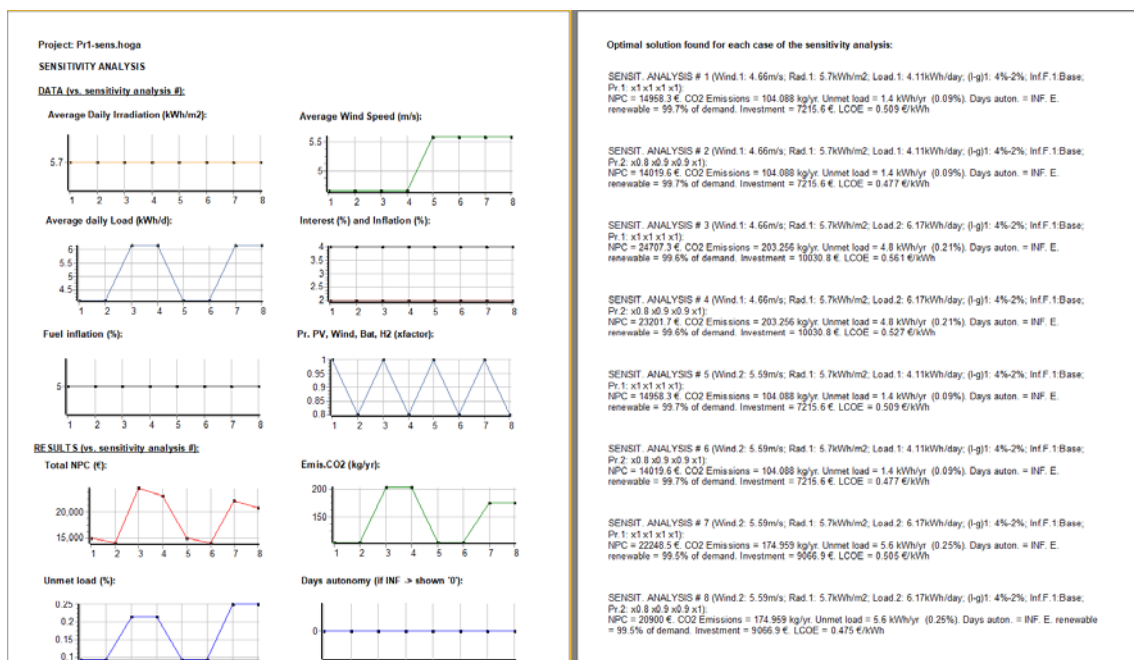 Project: Pr1-sens.hoga
SENSITIVITY ANALYSIS
DATA (vs. sensitivity analysis #):
Average Daily Irradiation (kWh/m2):
5.7
1 2 3 4 5 6 7 8
Average Wind Speed (m/s):
5.5
5
1 2 3 4 5 6 7 8
Average daily Load (kWh/d):
6
5.5
5
4.5
1 2 3 4 5 6 7 8
Interest (%) and Inflation (%):
4
3.5
3
2.5
2
1 2 3 4 5 6 7 8
Fuel inflation (%):
5
1 2 3 4 5 6 7 8
Pr. PV, Wind, Bat, H2 (xfactor):
1
0.95
0.9
0.85
0.8
1 2 3 4 5 6 7 8
RESULTS (vs. sensitivity analysis #):
Total NPC (€):
20,000
15,000
1 2 3 4 5 6 7 8
Emis.CO2 (kg/yr):
200
150
1 2 3 4 5 6 7 8
Unmet load (%):
0.25
0.2
0.15
0.1
Days autonomy (if INF -> shown '0'):
0
Optimal solution found for each case of the sensitivity analysis:
SENSIT. ANALYSIS # 1 (Wind.1: 4.66m/s; Rad.1: 5.7kWh/m2; Load.1: 4.11kWh/day; (I-g)1: 4%-2%; Inf.F.1:Base;
Pr.1: x1 x1 x1 x1):
NPC = 14958.3 €. CO2 Emissions = 104.088 kg/yr. Unmet load = 1.4 kWh/yr (0.09%). Days auton. = INF. E.
renewable = 99.7% of demand. Investment = 7215.6 €. LCOE = 0.509 €/kWh
SENSIT. ANALYSIS # 2 (Wind.1: 4.66m/s; Rad.1: 5.7kWh/m2; Load.1: 4.11kWh/day; (I-g)1: 4%-2%; Inf.F.1:Base;
Pr.2: x0.8 x0.9 x0.9 x1):
NPC = 14019.6 €. CO2 Emissions = 104.088 kg/yr. Unmet load = 1.4 kWh/yr (0.09%). Days auton. = INF. E.
renewable = 99.7% of demand. Investment = 7215.6 €. LCOE = 0.477 €/kWh
SENSIT. ANALYSIS # 3 (Wind.1: 4.66m/s; Rad.1: 5.7kWh/m2; Load.2: 6.17kWh/day; (I-g)1: 4%-2%; Inf.F.1:Base;
Pr.1: x1 x1 x1 x1):
NPC = 24707.3 €. CO2 Emissions = 203.256 kg/yr. Unmet load = 4.8 kWh/yr (0.21%). Days auton. = INF. E.
renewable = 99.6% of demand. Investment = 10030.8 €. LCOE = 0.561 €/kWh
SENSIT. ANALYSIS # 4 (Wind.1: 4.66m/s; Rad.1: 5.7kWh/m2; Load.2: 6.17kWh/day; (I-g)1: 4%-2%; Inf.F.1:Base;
Pr.2: x0.8 x0.9 x0.9 x1):
NPC = 23201.7 €. CO2 Emissions = 203.256 kg/yr. Unmet load = 4.8 kWh/yr (0.21%). Days auton. = INF. E.
renewable = 99.6% of demand. Investment = 10030.8 €. LCOE = 0.527 €/kWh
SENSIT. ANALYSIS # 5 (Wind.2: 5.59m/s; Rad.1: 5.7kWh/m2; Load.1: 4.11kWh/day; (I-g)1: 4%-2%; Inf.F.1:Base;
Pr.1: x1 x1 x1 x1):
NPC = 14958.3 €. CO2 Emissions = 104.088 kg/yr. Unmet load = 1.4 kWh/yr (0.09%). Days auton. = INF. E.
renewable = 99.7% of demand. Investment = 7215.6 €. LCOE = 0.509 €/kWh
SENSIT. ANALYSIS # 6 (Wind.2: 5.59m/s; Rad.1: 5.7kWh/m2; Load.1: 4.11kWh/day; (I-g)1: 4%-2%; Inf.F.1:Base;
Pr.2: x0.8 x0.9 x0.9 x1):
NPC = 14019.6 €. CO2 Emissions = 104.088 kg/yr. Unmet load = 1.4 kWh/yr (0.09%). Days auton. = INF. E.
renewable = 99.7% of demand. Investment = 7215.6 €. LCOE = 0.477 €/kWh
SENSIT. ANALYSIS # 7 (Wind.2: 5.59m/s; Rad.1: 5.7kWh/m2; Load.2: 6.17kWh/day; (I-g)1: 4%-2%; Inf.F.1:Base;
Pr.1: x1 x1 x1 x1):
NPC = 22248.5 €. CO2 Emissions = 174.959 kg/yr. Unmet load = 5.6 kWh/yr (0.25%). Days auton. = INF. E.
renewable = 99.5% of demand. Investment = 9066.9 €. LCOE = 0.505 €/kWh
SENSIT. ANALYSIS # 8 (Wind.2: 5.59m/s; Rad.1: 5.7kWh/m2; Load.2: 6.17kWh/day; (I-g)1: 4%-2%; Inf.F.1:Base;
Pr.2: x0.8 x0.9 x0.9 x1):
NPC = 20900 €. CO2 Emissions = 174.959 kg/yr. Unmet load = 5.6 kWh/yr (0.25%). Days auton. = INF. E. renewable
= 99.5% of demand. Investment = 9066.9 €. LCOE = 0.475 €/kWh